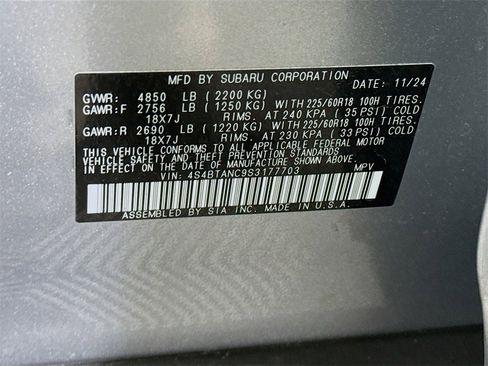 MFD BY SUBARU CORPORATION DATE: 11/24
GVWR: 4850 LB ( 2200 KG)
GAWR:F 2756 LB ( 1250 KG) WITH 225/60R18 100H TIRES.
18X7J RIMS. AT 240 KPA ( 35 PSI) COLD
GAWR:R 2690 LB ( 1220 KG) WITH 225/60R18 100H TIRES.
18X7J RIMS. AT 230 KPA ( 33 PSI) COLD
THIS VEHICLE CONFORMS TO ALL APPLICABLE FEDERAL MOTOR
VEHICLE SAFETY AND THEFT PREVENTION STANDARDS IN
EFFECT ON THE DATE OF MANUFACTURE SHOWN ABOVE.
VIN: 4S4BTANC9S3177703 MPV
ASSEMBLED BY SIA INC. MADE IN U.S.A.